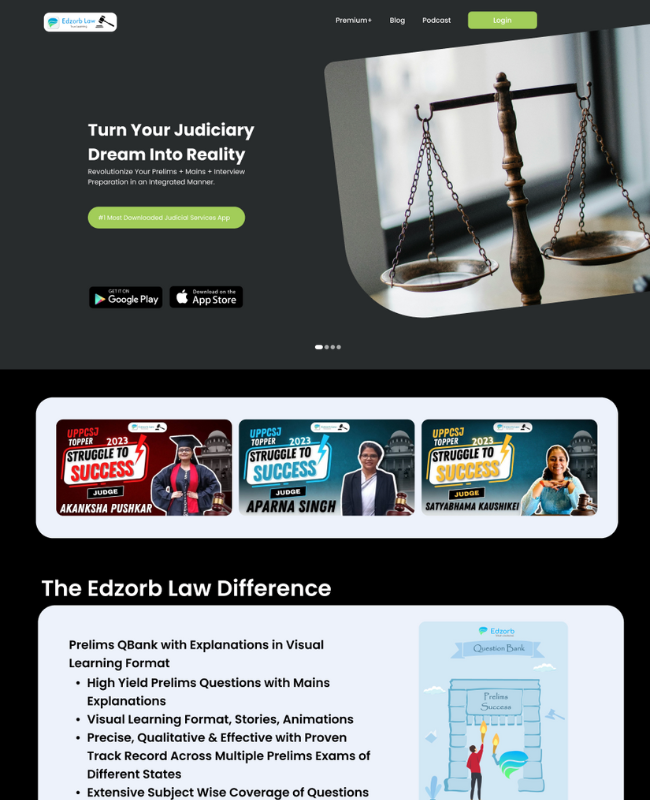 Edzorb Law
Premium+
Blog
Podcast
Login
Turn Your Judiciary
Dream Into Reality
Revolutionize Your Prelims + Mains + Interview
Preparation in an Integrated Manner.
#1 Most Downloaded Judicial Services App
GET IT ON
Google Play
Download on the
App Store
UPPCSJ
TOPPER 2023
STRUGGLE TO
SUCCESS
JUDGE
AKANKSHA PUSHKAR
UPPCSJ
TOPPER 2023
STRUGGLE TO
SUCCESS
JUDGE
APARNA SINGH
UPPCSJ
TOPPER 2023
STRUGGLE TO
SUCCESS
JUDGE
SATYABHAMA KAUSHIKEI
The Edzorb Law Difference
Prelims QBank with Explanations in Visual
Learning Format
• High Yield Prelims Questions with Mains
Explanations
• Visual Learning Format, Stories, Animations
• Precise, Qualitative & Effective with Proven
Track Record Across Multiple Prelims Exams of
Different States
• Extensive Subject Wise Coverage of Questions
Edzorb
Question Bank
Prelims
Success